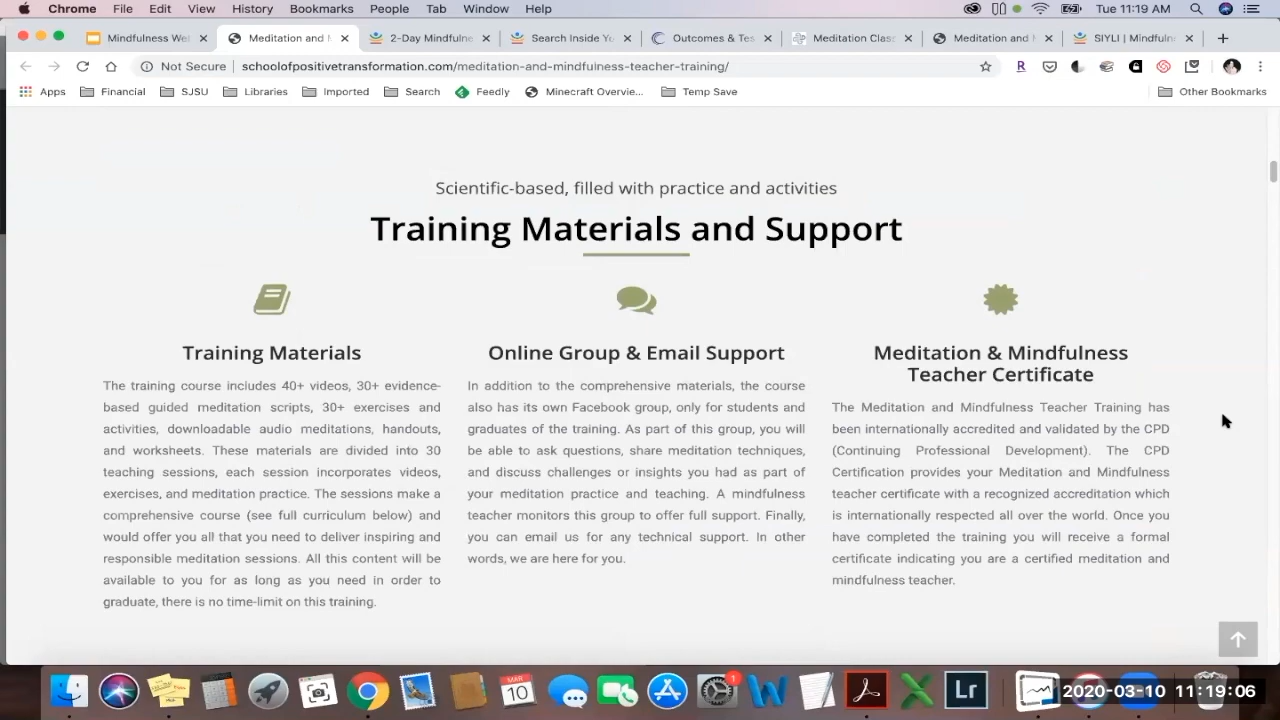 Chrome File Edit View History Bookmarks People Tab Window Help Tue 11:19 AM
Mindfulness We Meditation and 2-Day Mindfulne Search Inside Yo Outcomes & Tes Meditation Class Meditation and SIYLI | Mindfuln
Not Secure schoolofpositivetransformation.com/meditation-and-mindfulness-teacher-training/
Apps Financial SJSU Libraries Imported Search Feedly Minecraft Overvie... Temp Save Other Bookmarks
Scientific-based, filled with practice and activities
Training Materials and Support
Training Materials
The training course includes 40+ videos, 30+ evidence-
based guided meditation scripts, 30+ exercises and
activities, downloadable audio meditations, handouts,
and worksheets. These materials are divided into 30
teaching sessions, each session incorporates videos,
exercises, and meditation practice. The sessions make a
comprehensive course (see full curriculum below) and
would offer you all that you need to deliver inspiring and
responsible meditation sessions. All this content will be
available to you for as long as you need in order to
graduate, there is no time-limit on this training.
Online Group & Email Support
In addition to the comprehensive materials, the course
also has its own Facebook group, only for students and
graduates of the training. As part of this group, you will
be able to ask questions, share meditation techniques,
and discuss challenges or insights you had as part of
your meditation practice and teaching. A mindfulness
teacher monitors this group to offer full support. Finally,
you can email us for any technical support. In other
words, we are here for you.
Meditation & Mindfulness
Teacher Certificate
The Meditation and Mindfulness Teacher Training has
been internationally accredited and validated by the CPD
(Continuing Professional Development). The CPD
Certification provides your Meditation and Mindfulness
teacher certificate with a recognized accreditation which
is internationally respected all over the world. Once you
have completed the training you will receive a formal
certificate indicating you are a certified meditation and
mindfulness teacher.
MAR
10
1
Lr
2020-03-10 11:19:06